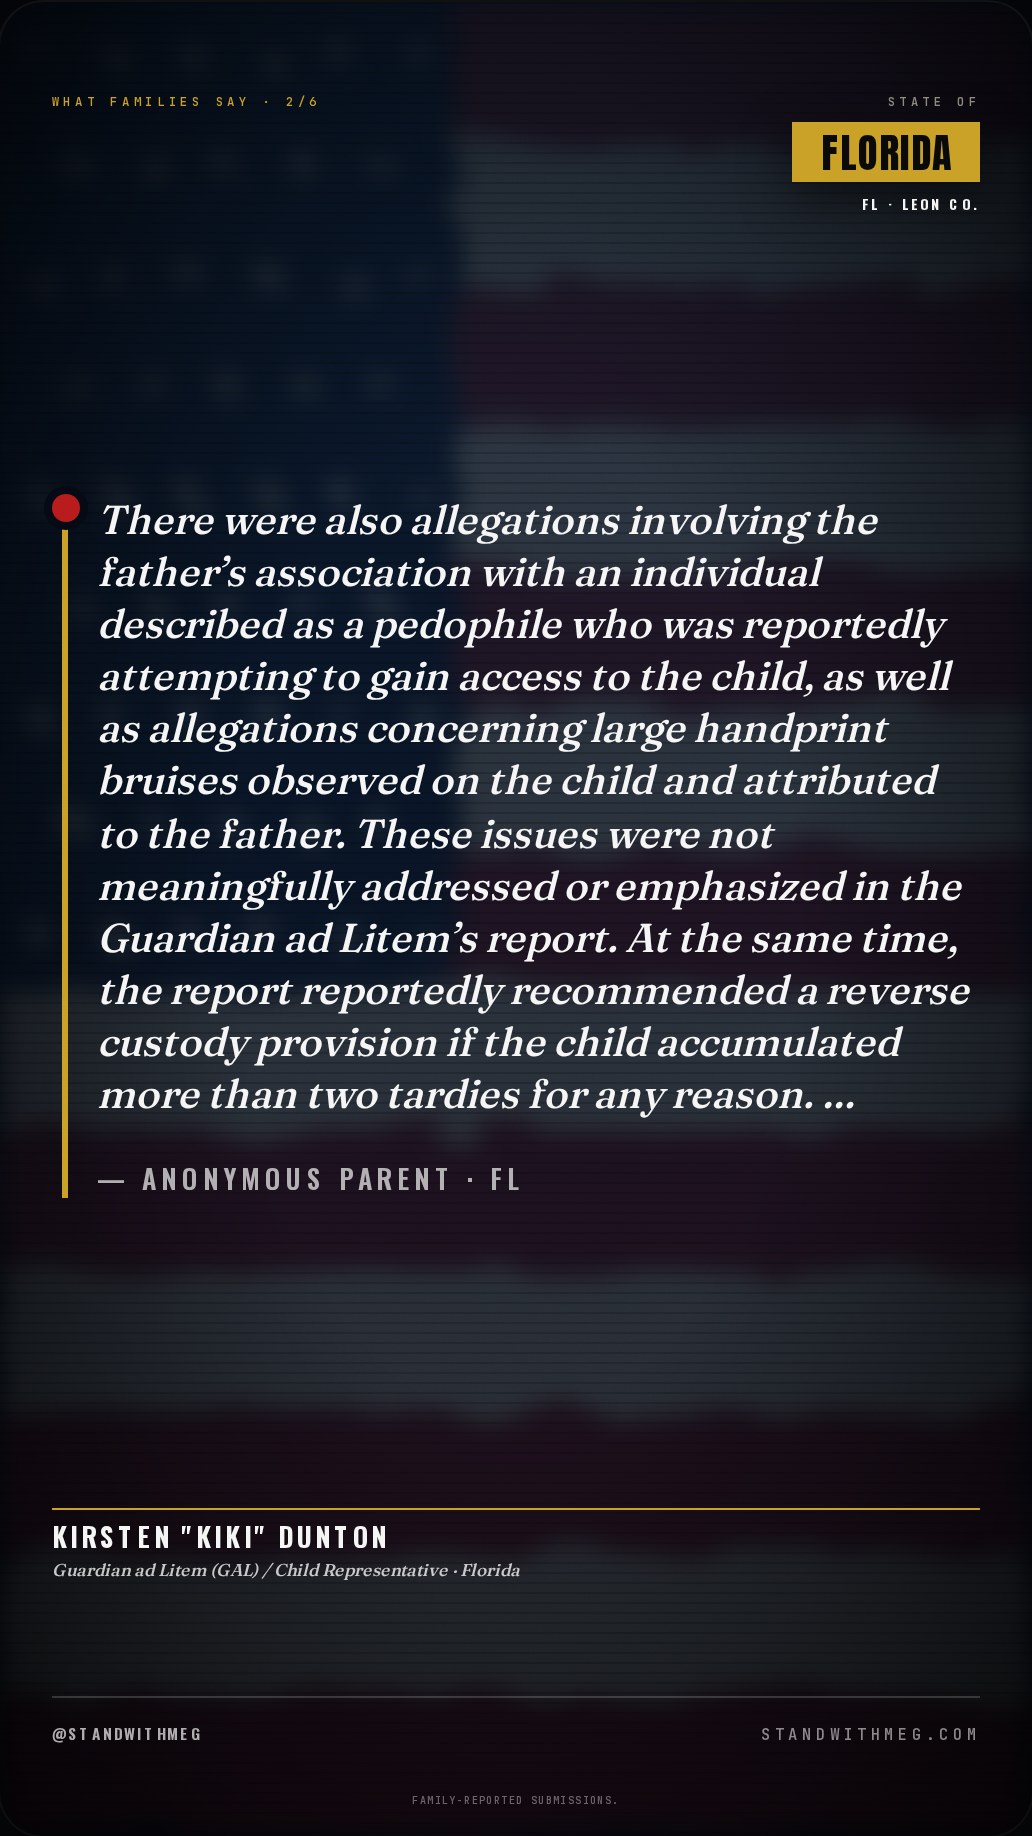 WHAT FAMILIES SAY · 2/6
STATE OF
FLORIDA
FL · LEON CO.
There were also allegations involving the
father’s association with an individual
described as a pedophile who was reportedly
attempting to gain access to the child, as well
as allegations concerning large handprint
bruises observed on the child and attributed
to the father. These issues were not
meaningfully addressed or emphasized in the
Guardian ad Litem’s report. At the same time,
the report reportedly recommended a reverse
custody provision if the child accumulated
more than two tardies for any reason. ...
— ANONYMOUS PARENT · FL
KIRSTEN "KIKI" DUNTON
Guardian ad Litem (GAL) / Child Representative · Florida
@STANDWITHMEG
STANDWITHMEG.COM
FAMILY-REPORTED SUBMISSIONS.